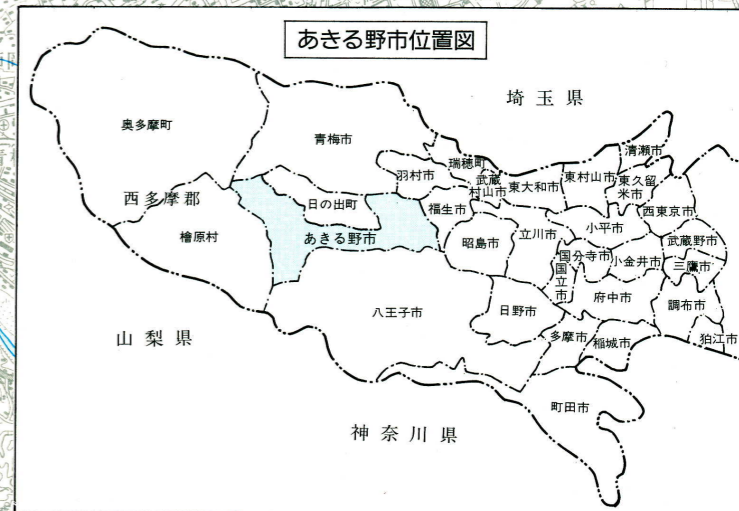 あきる野市位置図
埼玉県
奥多摩町
青梅市
瑞穂町
清瀬市
羽村市
武蔵
村山市
東大和市
東村山市
東久留
米市
西多摩郡
日の出町
福生市
小平市
西東京市
檜原村
あきる野市
昭島市
立川市
国分寺市
小金井市
武蔵野市
三鷹市
国立市
八王子市
日野市
府中市
調布市
山梨県
多摩市
稲城市
狛江市
町田市
神奈川県